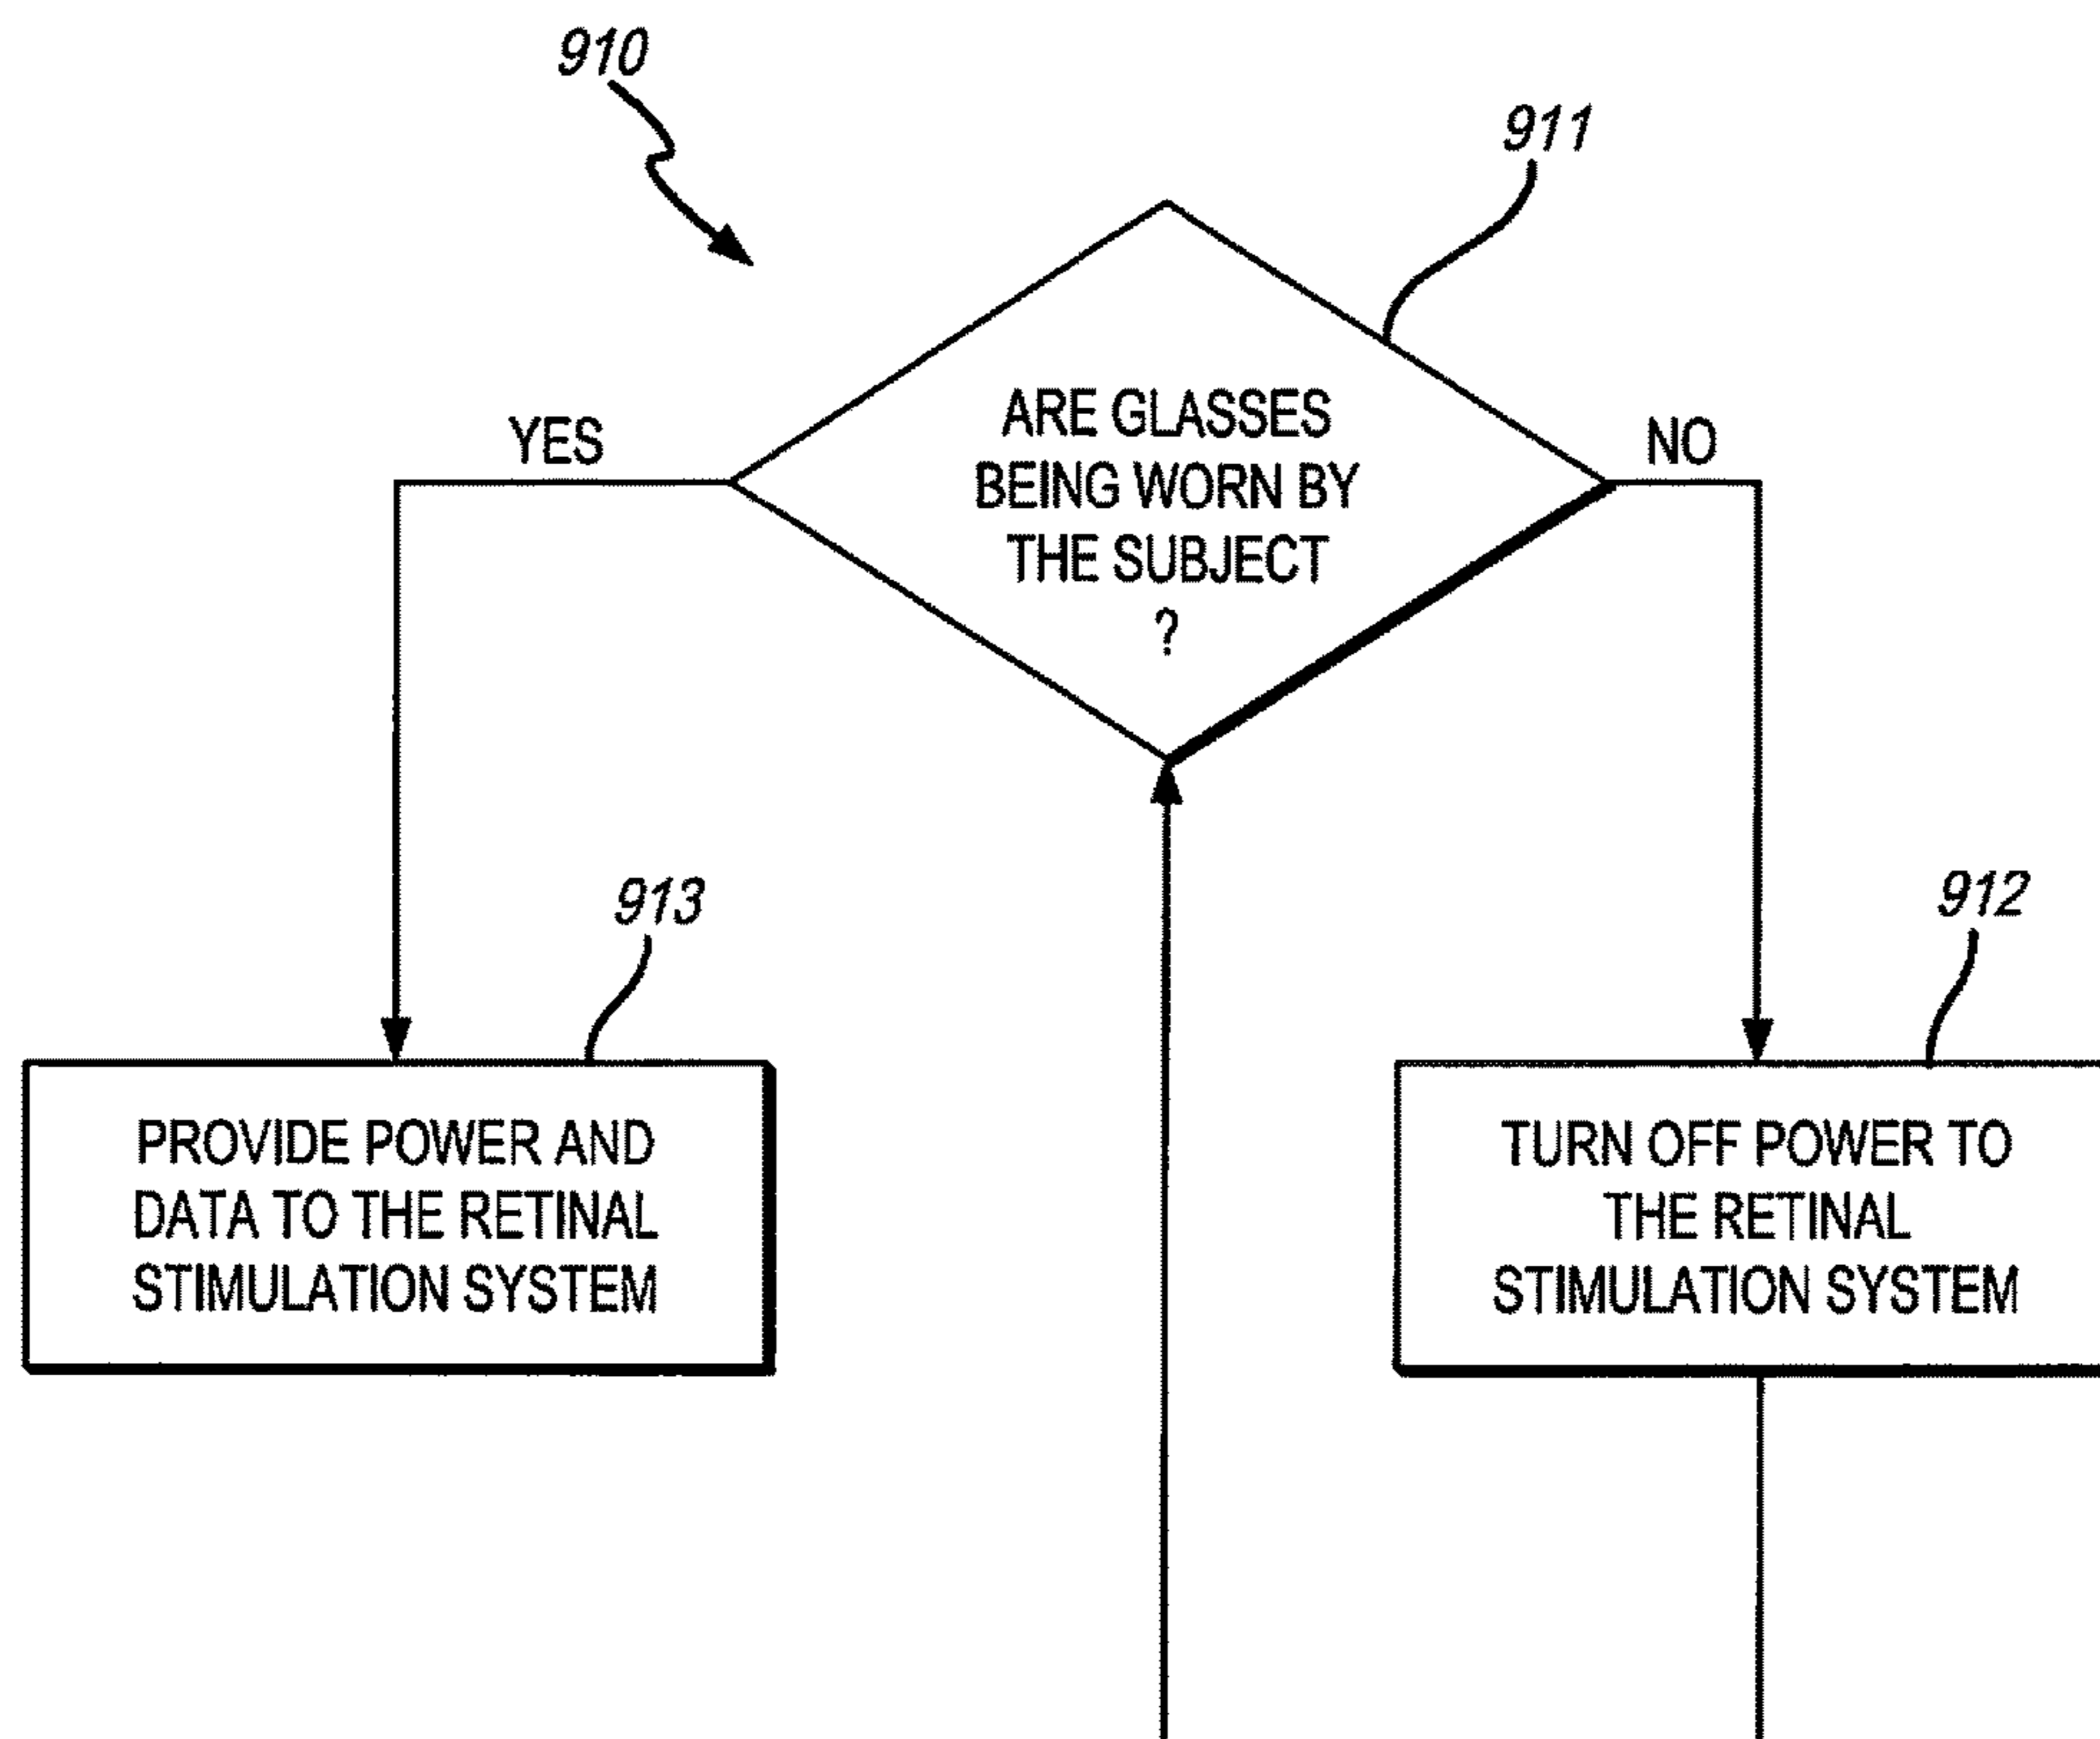 910
911
ARE GLASSES
BEING WORN BY
THE SUBJECT
?
YES
NO
913
912
PROVIDE POWER AND
DATA TO THE RETINAL
STIMULATION SYSTEM
TURN OFF POWER TO
THE RETINAL
STIMULATION SYSTEM